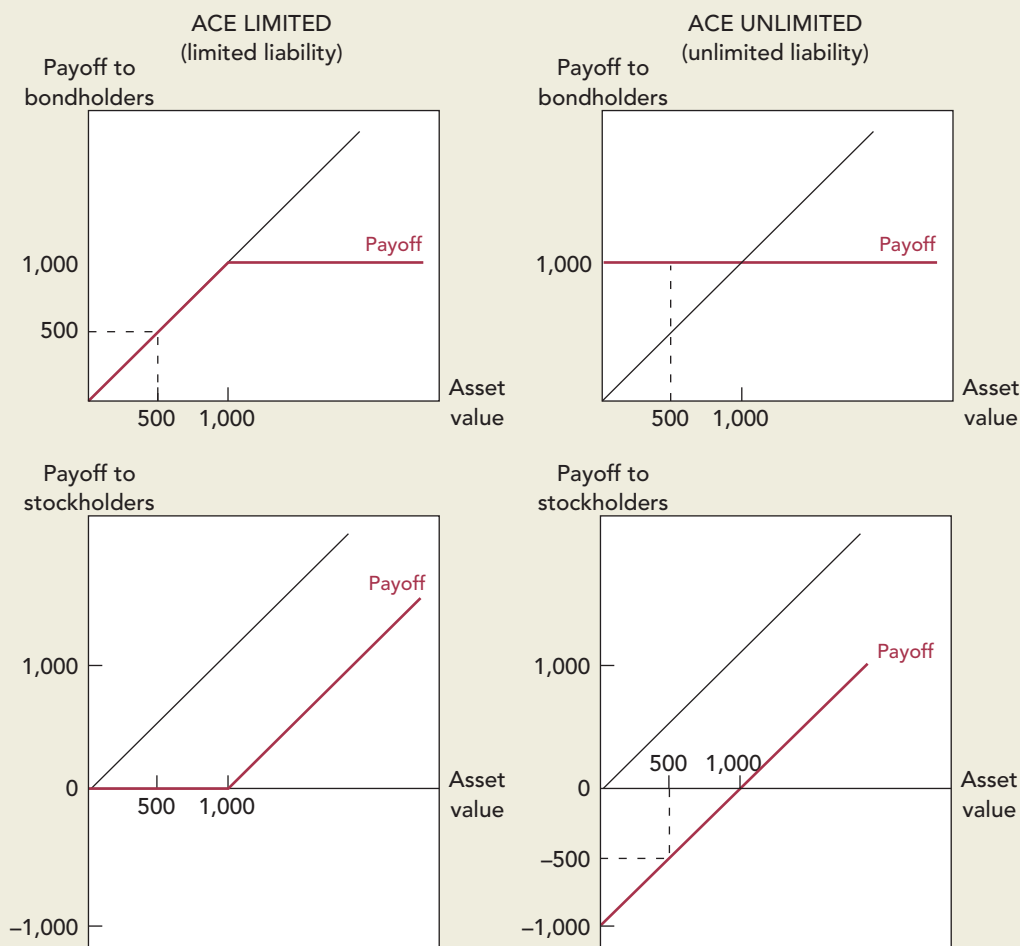 ACE LIMITED
(limited liability)
Payoff to
bondholders
Payoff
1,000
500
500 1,000
Asset
value
ACE UNLIMITED
(unlimited liability)
Payoff to
bondholders
Payoff
1,000
500 1,000
Asset
value
Payoff to
stockholders
Payoff
1,000
0
500 1,000
Asset
value
–1,000
Payoff to
stockholders
Payoff
1,000
500 1,000
0
Asset
value
–500
–1,000